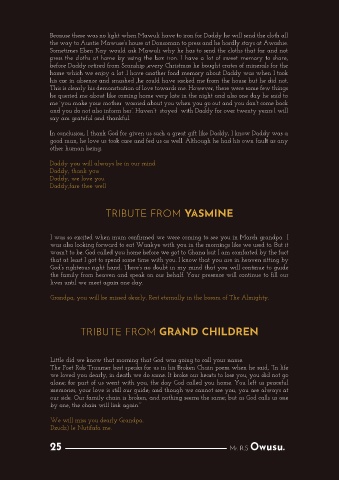 Because there was no light when Mawuli have to iron for Daddy he will send the cloth all
the way to Auntie Mawuse's house at Dansoman to press and he hardly stays at Awudue.
Sometimes Eben Kay would ask Mawuli why he has to send the cloths that far and not
press the cloths at home by using the box iron. I have a lot of sweet memory to share,
before Daddy retired from Standup ,every Christmas he bought crates of minerals for the
home which we enjoy a lot .I have another fond memory about Daddy was when I took
his car in absence and smashed ,he could have sacked me from the house but he did not.
This is clearly his demonstration of love towards me. However, there were some few things
he queried me about like coming home very late in the night and also one day he said to
me 'you make your mother worried about you when you go out and you don't come back
and you do not also inform her'. Haven't stayed with Daddy for over twenty years I will
say am grateful and thankful.
In conclusion, I thank God for given us such a great gift like Daddy, I know Daddy was a
good man, he love us took care and fed us as well. Although he had his own fault as any
other human being.
Daddy you will always be in our mind
Daddy, thank you
Daddy, we love you
Daddy,fare thee well
TRIBUTE FROM YASMINE
I was so excited when mum confirmed we were coming to see you in March grandpa. I
was also looking forward to eat Waakye with you in the mornings like we used to. But it
wasn't to be. God called you home before we got to Ghana but I am comforted by the fact
that at least I got to spend some time with you. I know that you are in heaven sitting by
God's righteous right hand. There's no doubt in my mind that you will continue to guide
the family from heaven and speak on our behalf. Your presence will continue to fill our
lives until we meet again one day.
Grandpa, you will be missed dearly. Rest eternally in the bosom of The Almighty.
TRIBUTE FROM GRAND CHILDREN
Little did we know that morning that God was going to call your name.
The Poet Rob Trummer best speaks for us in his Broken Chain poem when he said, "In life
we loved you dearly, in death we do same. It broke our hearts to lose you, you did not go
alone; for part of us went with you, the day God called you home. You left us peaceful
memories, your love is still our guide; and though we cannot see you, you are always at
our side. Our family chain is broken, and nothing seems the same; but as God calls us one
by one, the chain will link again."
We will miss you dearly Grandpa.
le Nutifafa me
25
Mr. B.S Owusu.